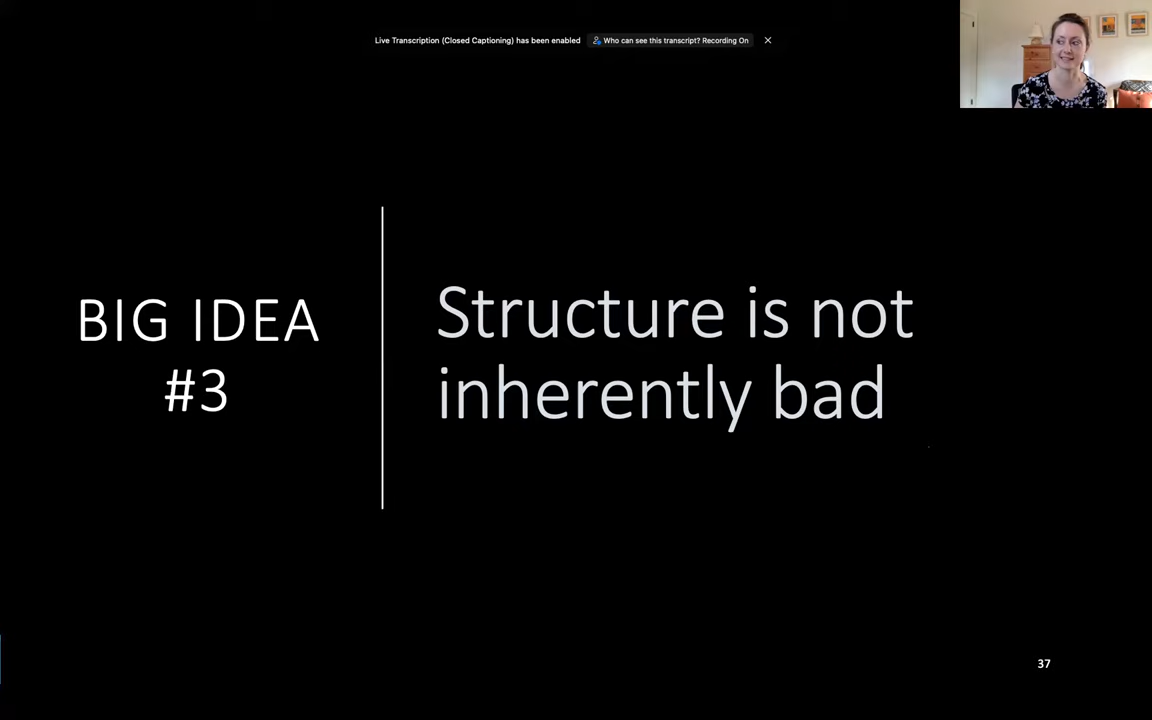 Live Transcription (Closed Captioning) has been enabled
Who can see this transcript? Recording On
BIG IDEA
#3
Structure is not
inherently bad
37